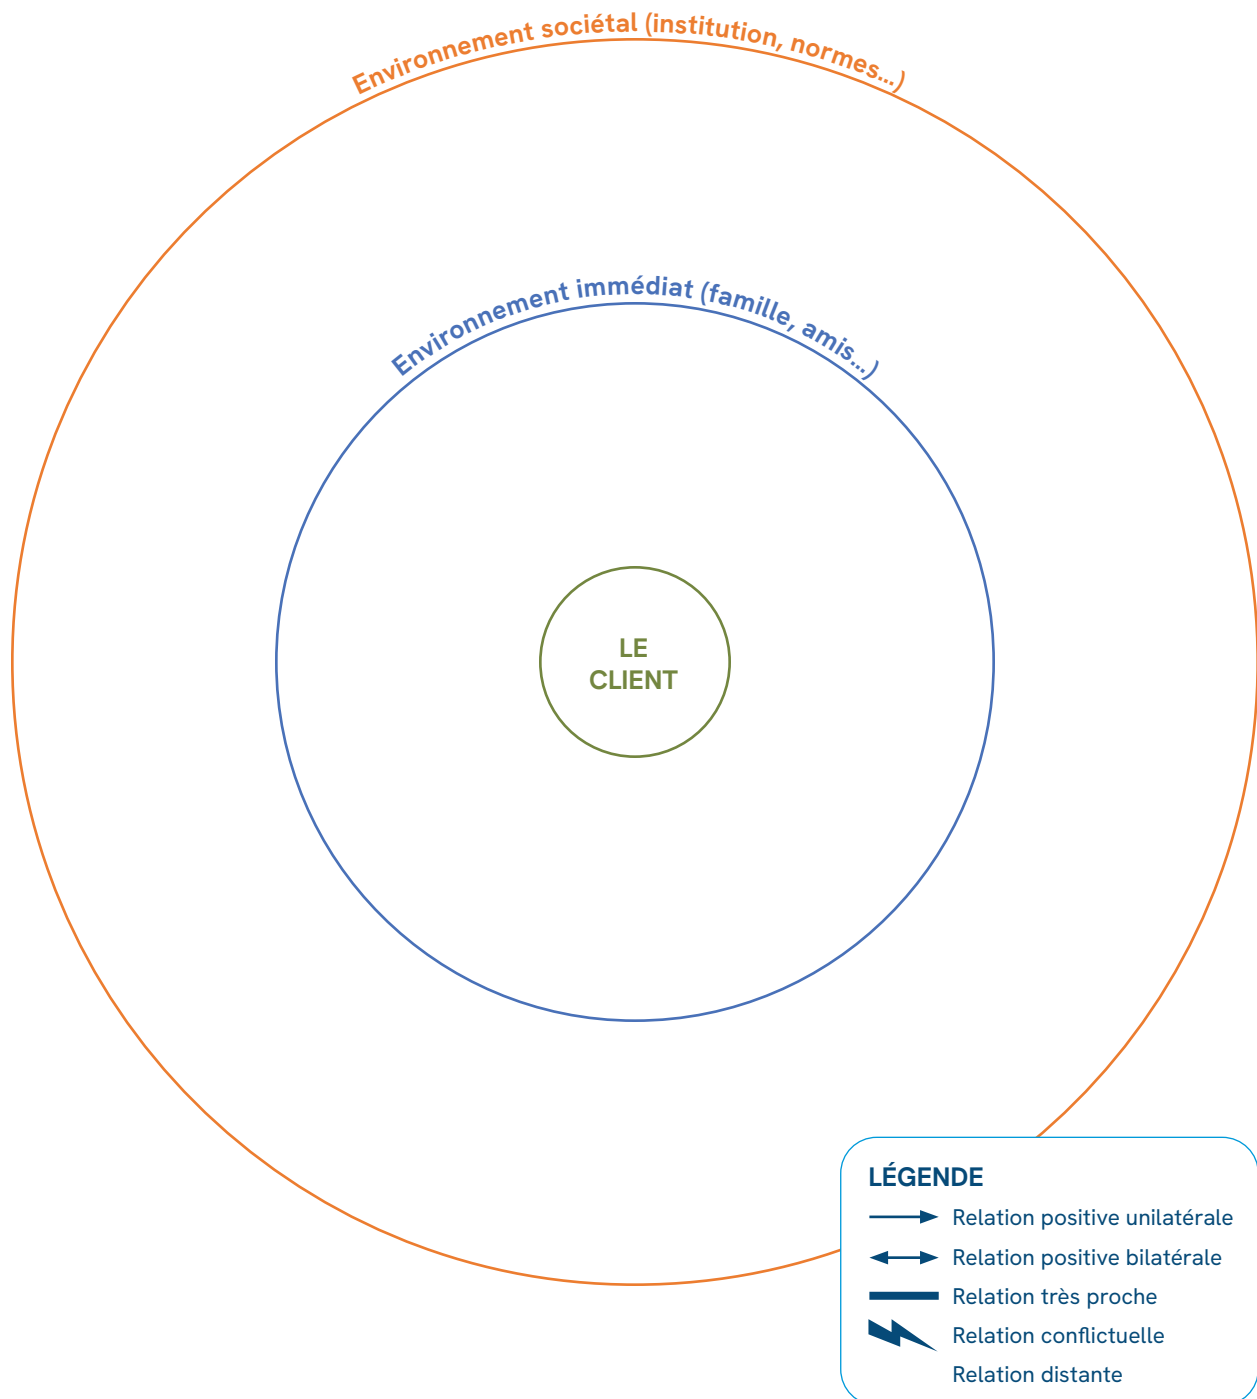 Environnement sociétal (institution, normes...)
Environnement immédiat (famille, amis...)
LE
CLIENT
LÉGENDE
Relation positive unilatérale
Relation positive bilatérale
Relation très proche
Relation conflictuelle
Relation distante